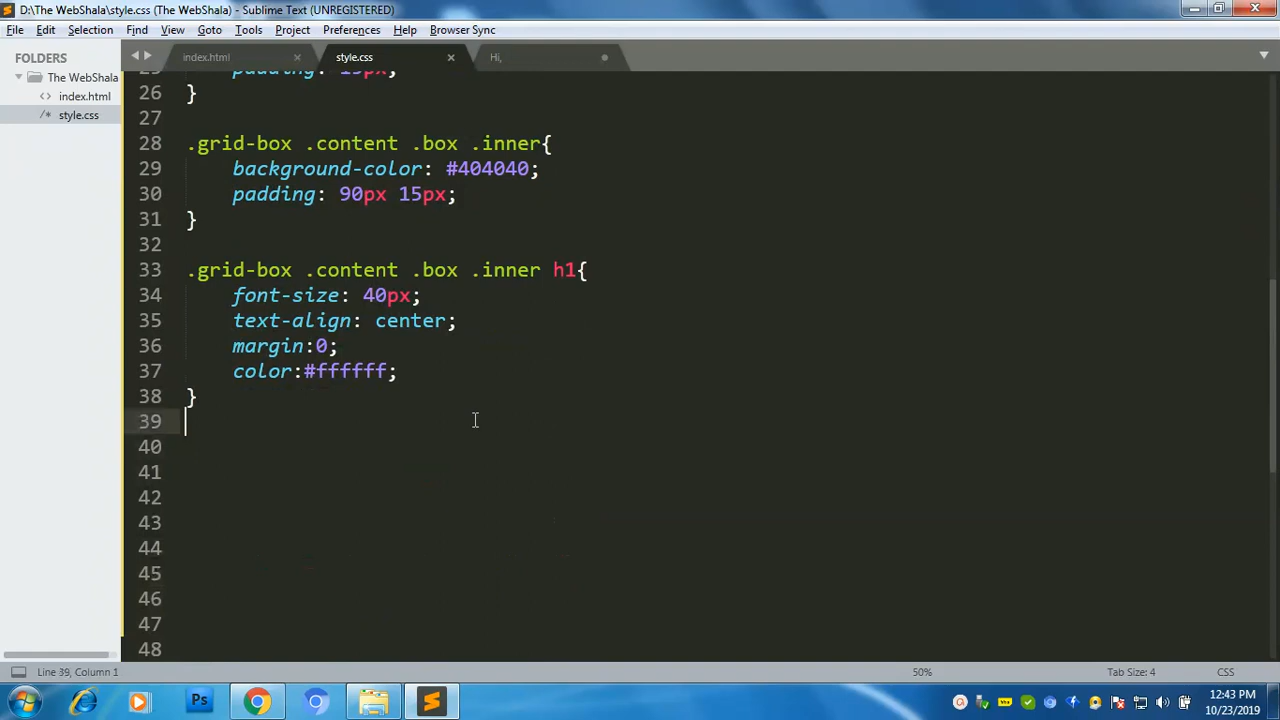 D:\The WebShala\style.css (The WebShala) - Sublime Text (UNREGISTERED)
File Edit Selection Find View Goto Tools Project Preferences Help Browser Sync
FOLDERS
The WebShala
index.html
style.css
index.html style.css Hi,
25 padding: 15px;
26 }
27
28 .grid-box .content .box .inner{
29 background-color: #404040;
30 padding: 90px 15px;
31 }
32
33 .grid-box .content .box .inner h1{
34 font-size: 40px;
35 text-align: center;
36 margin:0;
37 color:#ffffff;
38 }
39
40
41
42
43
44
45
46
47
48
Line 39, Column 1 50% Tab Size: 4 CSS
Ps
12:43 PM
10/23/2019